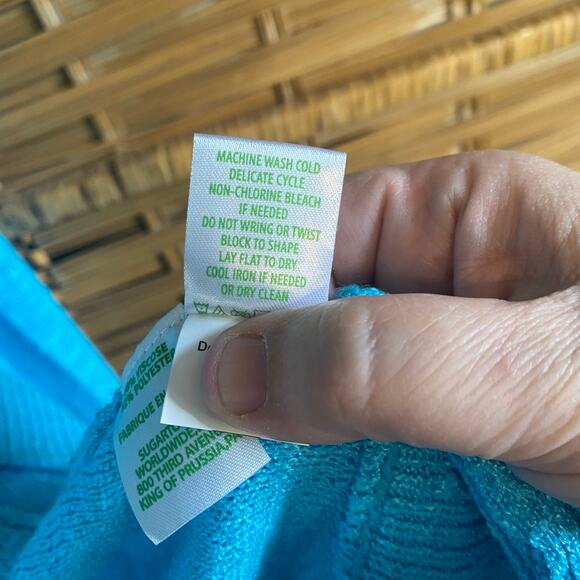 MACHINE WASH COLD
DELICATE CYCLE
NON-CHLORINE BLEACH
IF NEEDED
DO NOT WRING OR TWIST
BLOCK TO SHAPE
LAY FLAT TO DRY
COOL IRON IF NEEDED
OR DRY CLEAN
POLYESTER
FABRIQUE EN
WORLDWIDE
800 THIRD AVENU
KING OF PRUSSIA, PA